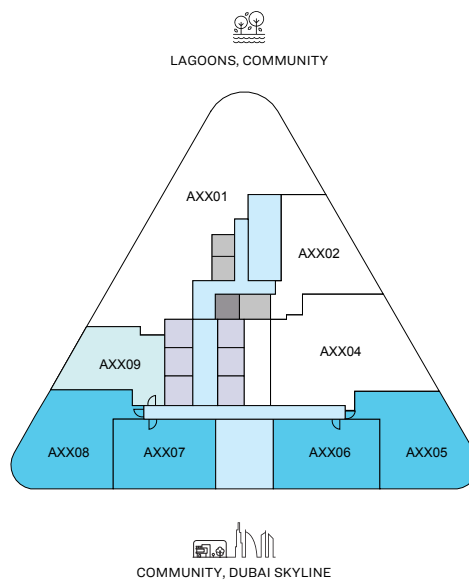 LAGOONS, COMMUNITY
AXX01
AXX02
AXX04
AXX09
AXX08
AXX07
AXX06
AXX05
COMMUNITY, DUBAI SKYLINE